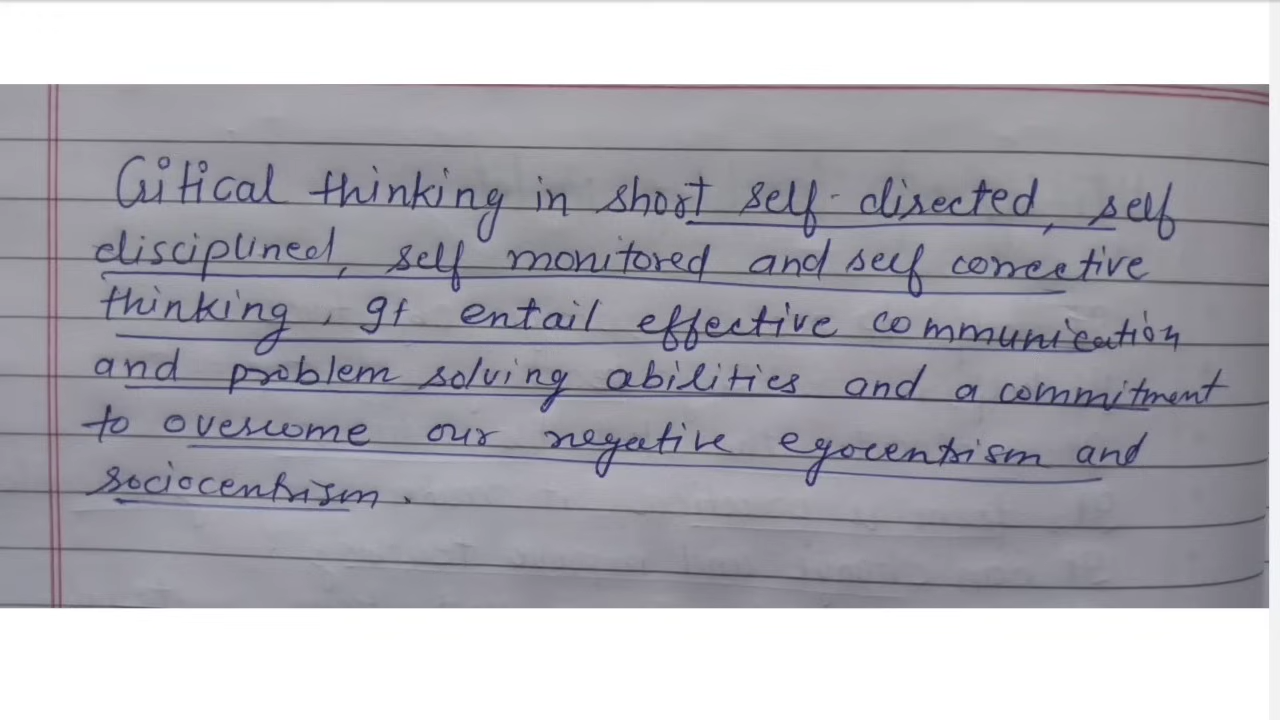 Critical thinking in short self-directed, self
disciplined, self monitored and self corrective
thinking, It entail effective communication
and problem solving abilities and a commitment
to overcome our negative egocentrism and
sociocentrism.